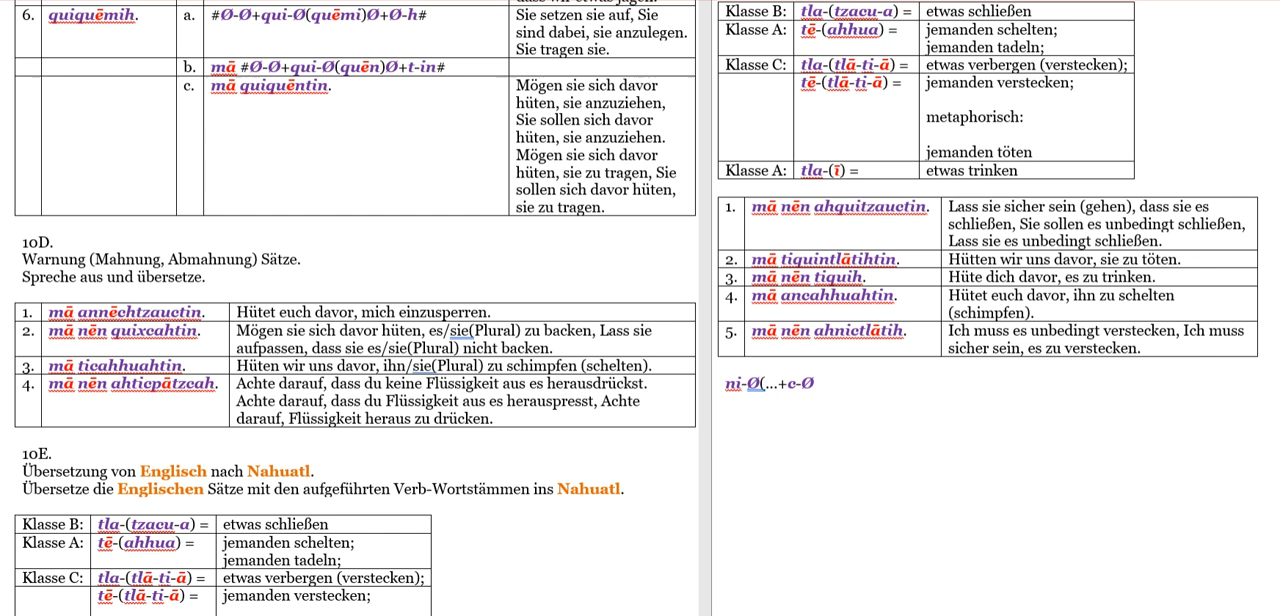 dass wir etwas jagen.
6. quiquēmih. a. #Ø-Ø+qui-Ø(quēmi)Ø+Ø-h# Sie setzen sie auf, Sie
sind dabei, sie anzulegen.
Sie tragen sie.
b. mā #Ø-Ø+qui-Ø(quēn)Ø+t-in#
c. mā quiquēntin. Mögen sie sich davor
hüten, sie anzuziehen,
Sie sollen sich davor
hüten, sie anzuziehen.
Mögen sie sich davor
hüten, sie zu tragen, Sie
sollen sich davor hüten,
sie zu tragen.
10D.
Warnung (Mahnung, Abmahnung) Sätze.
Spreche aus und übersetze.
1. mā annēchtzauctin. Hütet euch davor, mich einzusperren.
2. mā nēn quixcahtin. Mögen sie sich davor hüten, es/sie(Plural) zu backen, Lass sie
aufpassen, dass sie es/sie(Plural) nicht backen.
3. mā ticahhuahtin. Hüten wir uns davor, ihn/sie(Plural) zu schimpfen (schelten).
4. mā nēn ahticpātzcah. Achte darauf, dass du keine Flüssigkeit aus es herausdrückst.
Achte darauf, dass du Flüssigkeit aus es herauspresst, Achte
darauf, Flüssigkeit heraus zu drücken.
10E.
Übersetzung von Englisch nach Nahuatl.
Übersetze die Englischen Sätze mit den aufgeführten Verb-Wortstämmen ins Nahuatl.
Klasse B: tla-(tzacu-a) = etwas schließen
Klasse A: tē-(ahhua) = jemanden schelten;
jemanden tadeln;
Klasse C: tla-(tlā-ti-ā) = etwas verbergen (verstecken);
tē-(tlā-ti-ā) = jemanden verstecken;
Klasse B: tla-(tzacu-a) = etwas schließen
Klasse A: tē-(ahhua) = jemanden schelten;
jemanden tadeln;
Klasse C: tla-(tlā-ti-ā) = etwas verbergen (verstecken);
tē-(tlā-ti-ā) = jemanden verstecken;
metaphorisch:
jemanden töten
Klasse A: tla-(ī) = etwas trinken
1. mā nēn ahquitzauctin. Lass sie sicher sein (gehen), dass sie es
schließen, Sie sollen es unbedingt schließen,
Lass sie es unbedingt schließen.
2. mā tiquintlātihtin. Hütten wir uns davor, sie zu töten.
3. mā nēn tiquih. Hüte dich davor, es zu trinken.
4. mā ancahhuahtin. Hütet euch davor, ihn zu schelten
(schimpfen).
5. mā nēn ahnictlātih. Ich muss es unbedingt verstecken, Ich muss
sicher sein, es zu verstecken.
ni-Ø(...+c-Ø